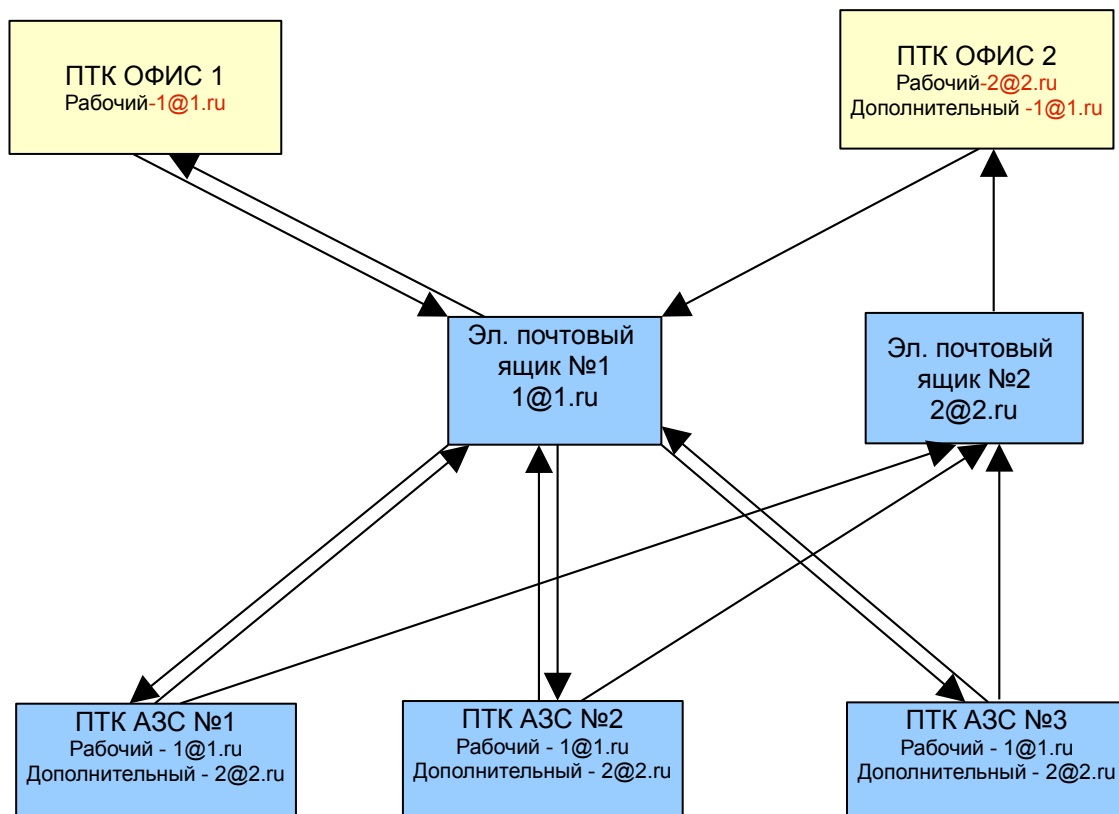 ПТК ОФИС 1
Рабочий-1@1.ru
ПТК ОФИС 2
Рабочий-2@2.ru
Дополнительный -1@1.ru
Эл. почтовый
ящик №1
1@1.ru
Эл. почтовый
ящик №2
2@2.ru
ПТК АЗС №1
Рабочий - 1@1.ru
Дополнительный - 2@2.ru
ПТК АЗС №2
Рабочий - 1@1.ru
Дополнительный - 2@2.ru
ПТК АЗС №3
Рабочий - 1@1.ru
Дополнительный - 2@2.ru